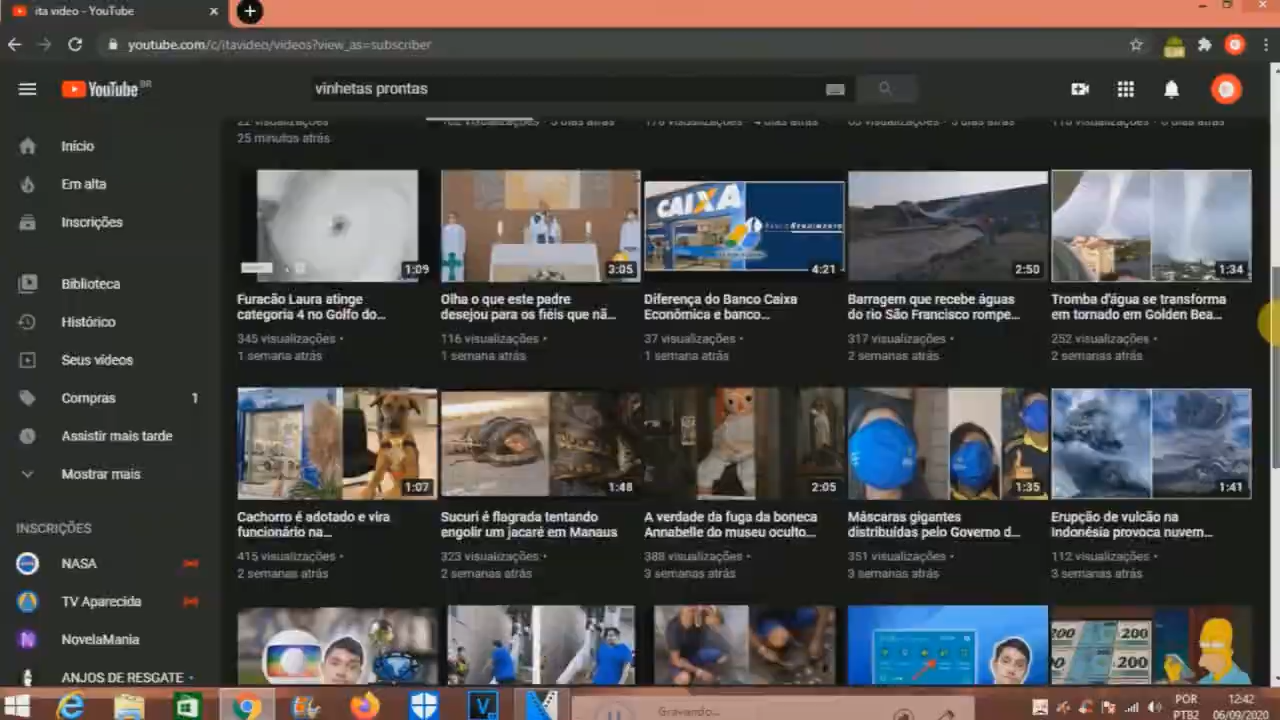 ita video - YouTube
youtube.com/c/itavideo/videos?view_as=subscriber
YouTube BR
vinhetas prontas
22 visualizações
25 minutos atrás
Início
Em alta
Inscrições
Biblioteca
Histórico
Seus vídeos
Compras 1
Assistir mais tarde
Mostrar mais
INSCRIÇÕES
NASA
TV Aparecida
NovelaMania
ANJOS DE RESGATE
1:09
Furacão Laura atinge
categoria 4 no Golfo do...
345 visualizações •
1 semana atrás
3:05
Olha o que este padre
desejou para os fiéis que nã...
116 visualizações •
1 semana atrás
CAIXA
4:21
Diferença do Banco Caixa
Econômica e banco...
37 visualizações •
1 semana atrás
2:50
Barragem que recebe águas
do rio São Francisco rompe...
317 visualizações •
2 semanas atrás
1:34
Tromba d'água se transforma
em tornado em Golden Bea...
252 visualizações •
2 semanas atrás
1:07
Cachorro é adotado e vira
funcionário na...
415 visualizações •
2 semanas atrás
1:48
Sucuri é flagrada tentando
engolir um jacaré em Manaus
323 visualizações •
2 semanas atrás
2:05
A verdade da fuga da boneca
Annabelle do museu oculto...
388 visualizações •
3 semanas atrás
1:35
Máscaras gigantes
distribuídas pelo Governo d...
351 visualizações •
3 semanas atrás
1:41
Erupção de vulcão na
Indonésia provoca nuvem...
112 visualizações •
3 semanas atrás
200
200
Gravando...
POR
PTB2
12:42
06/09/2020